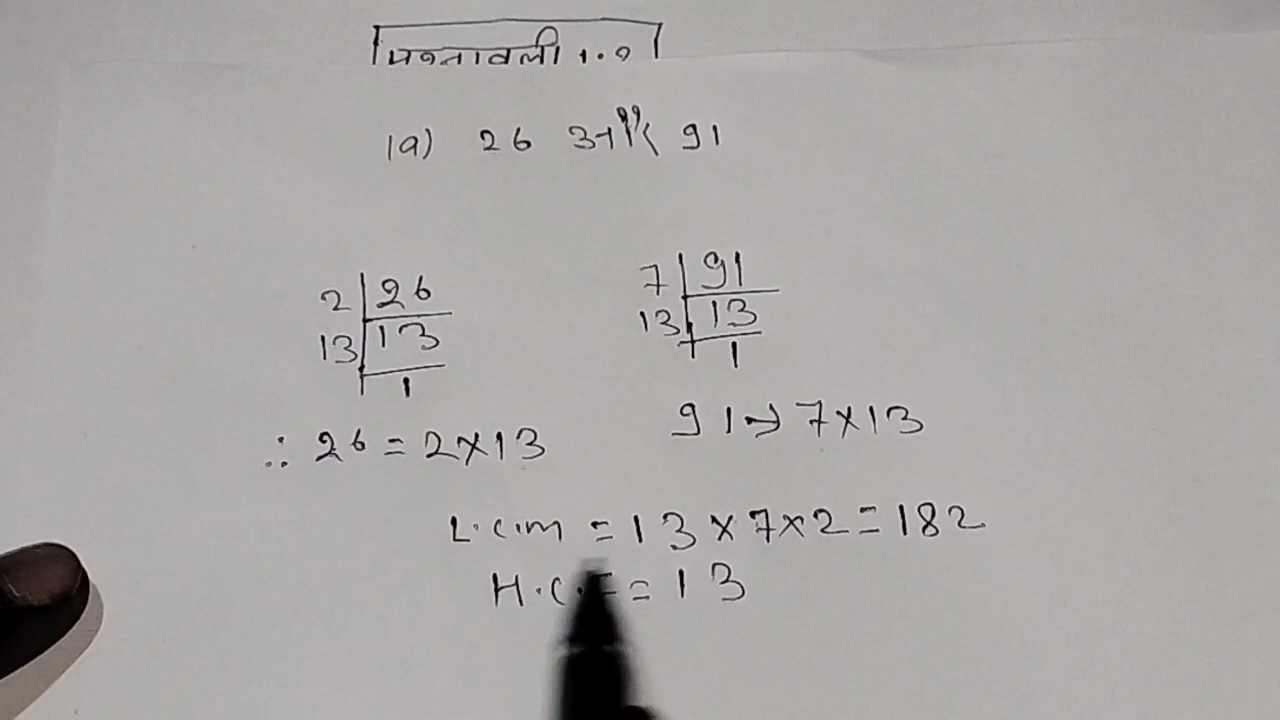 प्रश्नावली 1.2
1a) 26 और 91
2 | 26    7 | 91
13 | 13    13 | 13
1    1
∴ 26 = 2×13    91 → 7×13
L.C.M = 13×7×2 = 182
H.C.F = 13